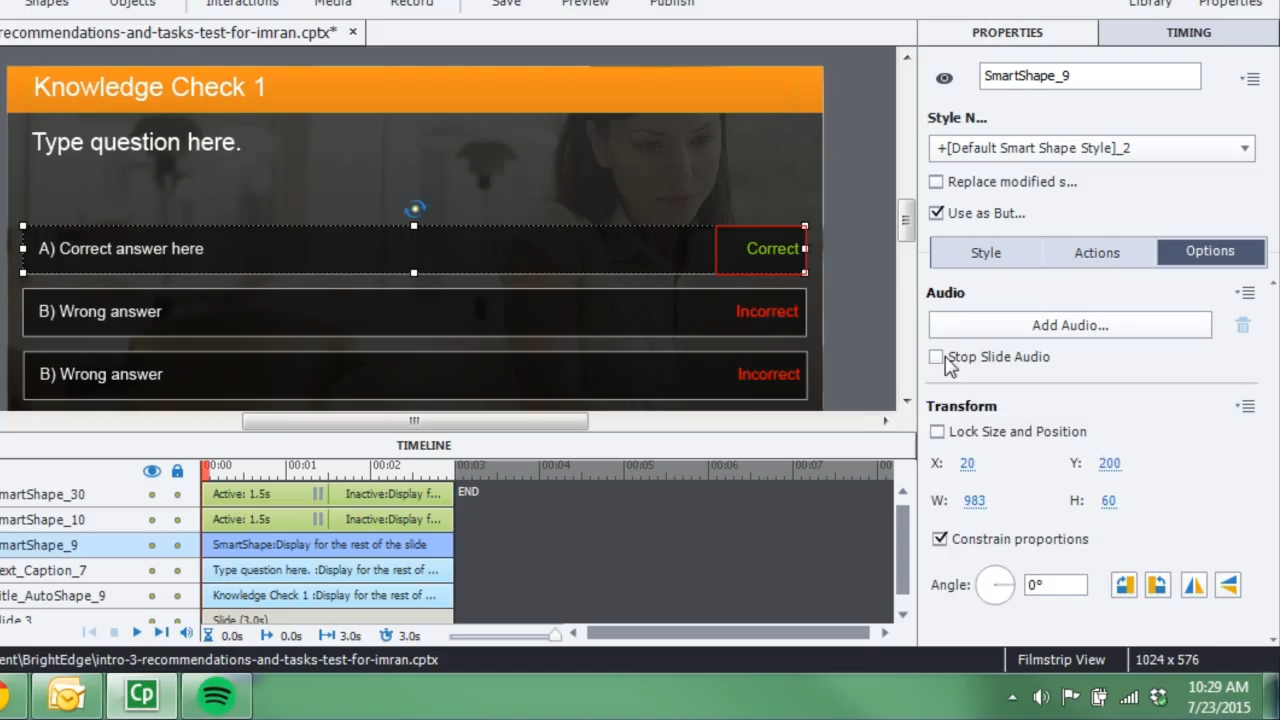 Shapes Objects Interactions Media Record Save Preview Publish Library Properties
recommendations-and-tasks-test-for-imran.cptx* ×
PROPERTIES TIMING
Knowledge Check 1
Type question here.
A) Correct answer here Correct
B) Wrong answer Incorrect
B) Wrong answer Incorrect
SmartShape_9
Style N...
+[Default Smart Shape Style]_2
Replace modified s...
Use as But...
Style Actions Options
Audio
Add Audio...
Stop Slide Audio
Transform
Lock Size and Position
X: 20 Y: 200
W: 983 H: 60
Constrain proportions
Angle: 0°
TIMELINE
00:00 00:01 00:02 00:03 00:04 00:05 00:06 00:07 00
martShape_30 Active: 1.5s Inactive:Display f... END
martShape_10 Active: 1.5s Inactive:Display f...
martShape_9 SmartShape:Display for the rest of the slide
ext_Caption_7 Type question here. :Display for the rest of ...
itle_AutoShape_9 Knowledge Check 1 :Display for the rest of ...
lide 3 Slide (3.0s)
0.0s 0.0s 3.0s 3.0s
ent\BrightEdge\intro-3-recommendations-and-tasks-test-for-imran.cptx Filmstrip View 1024 x 576
Cp
10:29 AM
7/23/2015